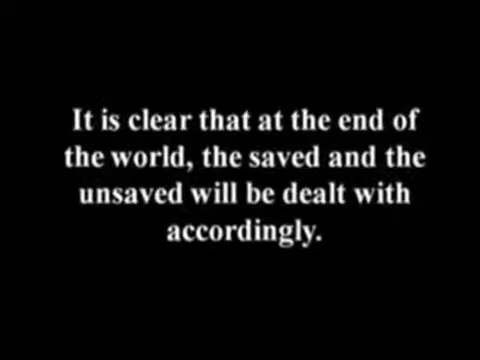 It is clear that at the end of
the world, the saved and the
unsaved will be dealt with
accordingly.